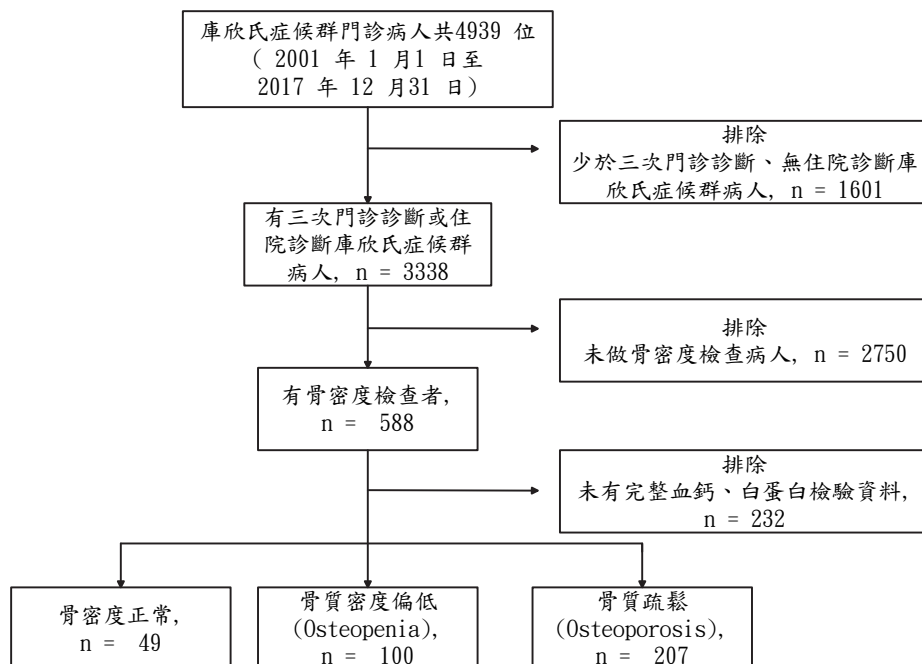 庫欣氏症候群門診病人共4939 位
( 2001 年 1 月1 日至
2017 年 12 月31 日)
排除
少於三次門診診斷、無住院診斷庫
欣氏症候群病人, n = 1601
有三次門診診斷或住
院診斷庫欣氏症候群
病人, n = 3338
排除
未做骨密度檢查病人, n = 2750
有骨密度檢查者,
n = 588
排除
未有完整血鈣、白蛋白檢驗資料,
n = 232
骨密度正常,
n = 49
骨質密度偏低
(Osteopenia),
n = 100
骨質疏鬆
(Osteoporosis),
n = 207